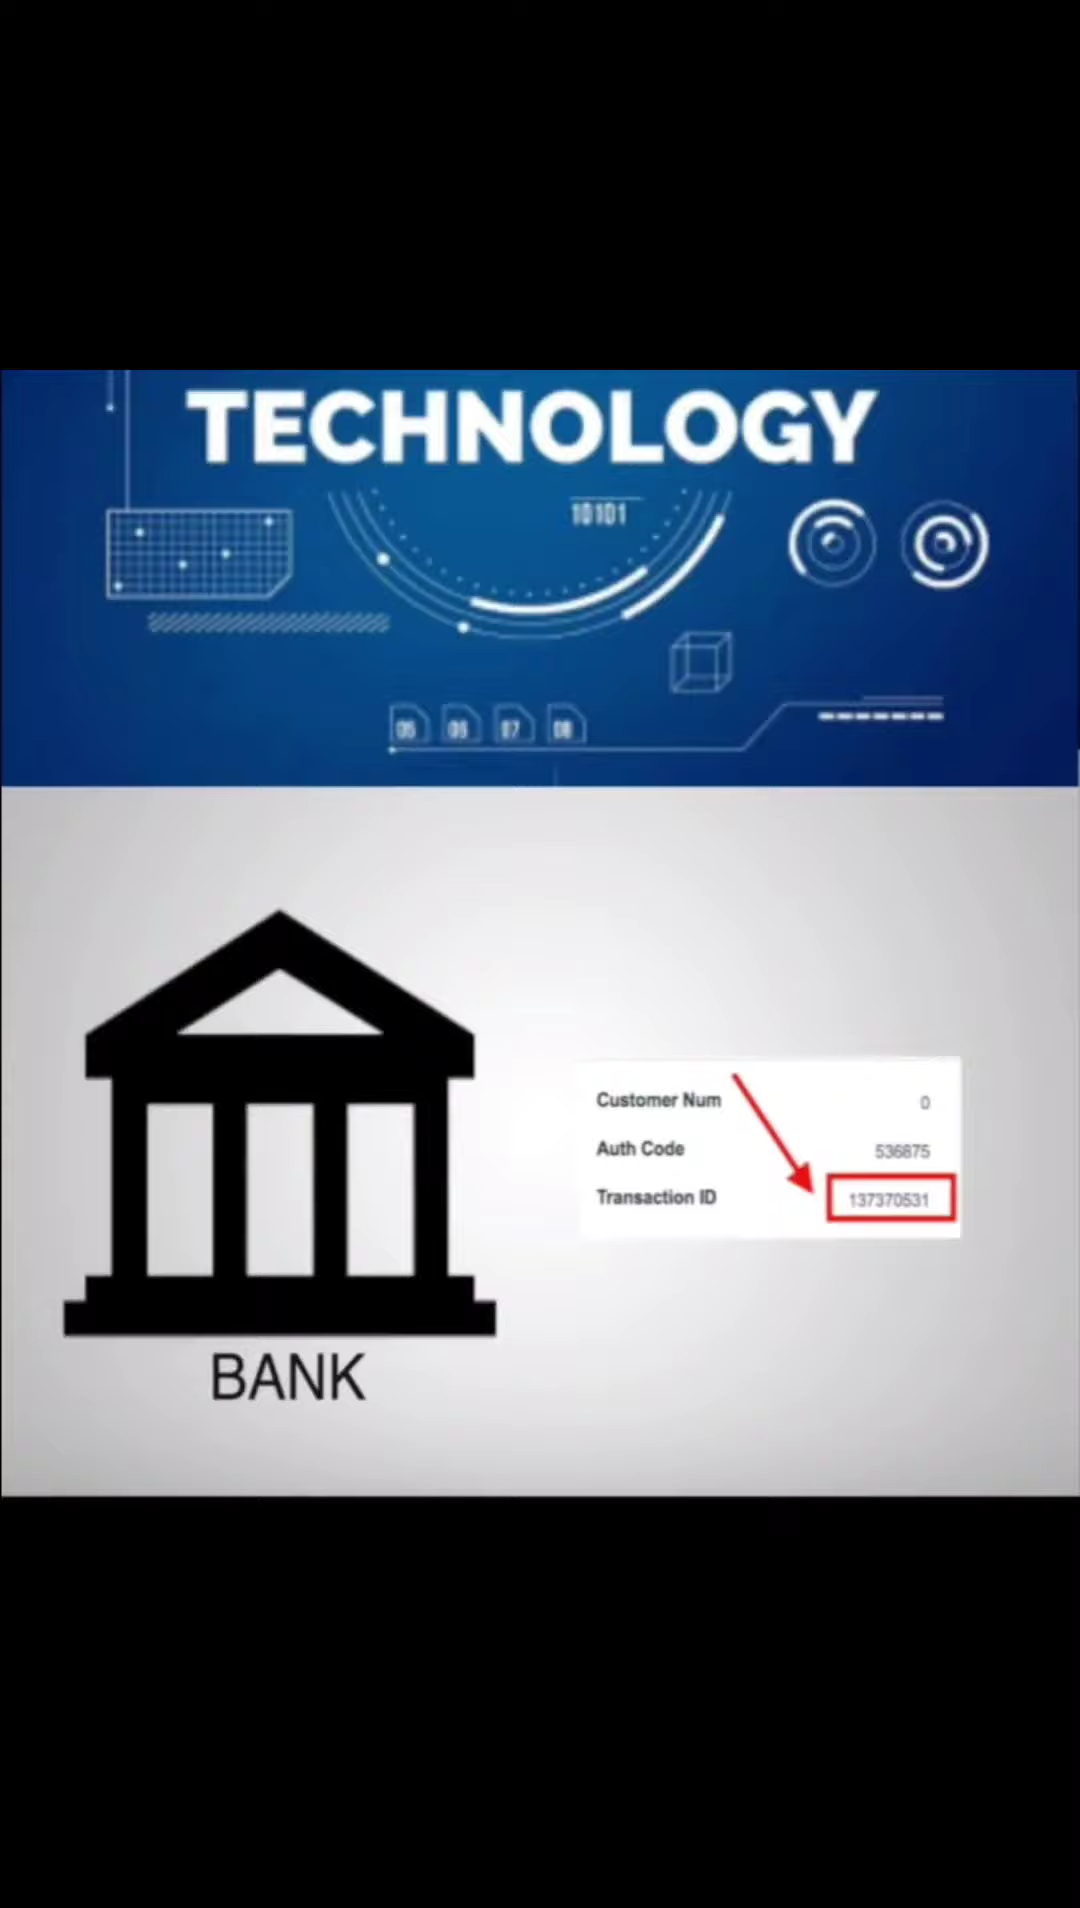 TECHNOLOGY
10101
05 06 07 08
BANK
Customer Num 0
Auth Code 536875
Transaction ID 137370531